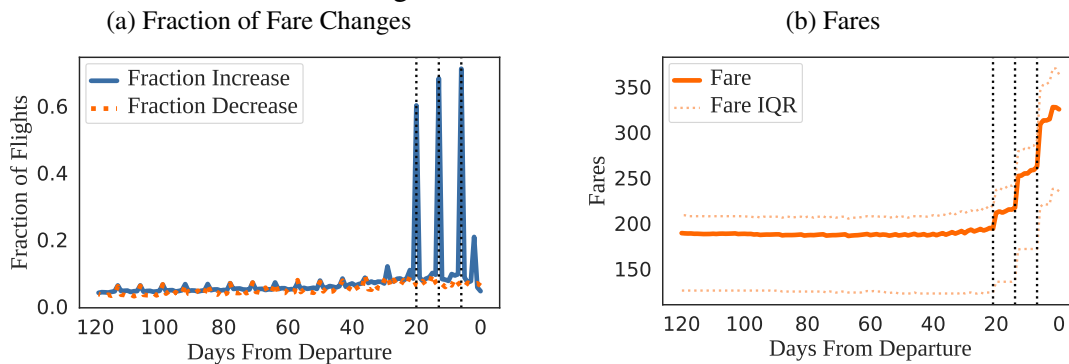 (a) Fraction of Fare Changes
Fraction Increase
Fraction Decrease
Fraction of Flights
0.6
0.4
0.2
0.0
120 100 80 60 40 20 0
Days From Departure
(b) Fares
Fare
Fare IQR
Fares
350
300
250
200
150
120 100 80 60 40 20 0
Days From Departure